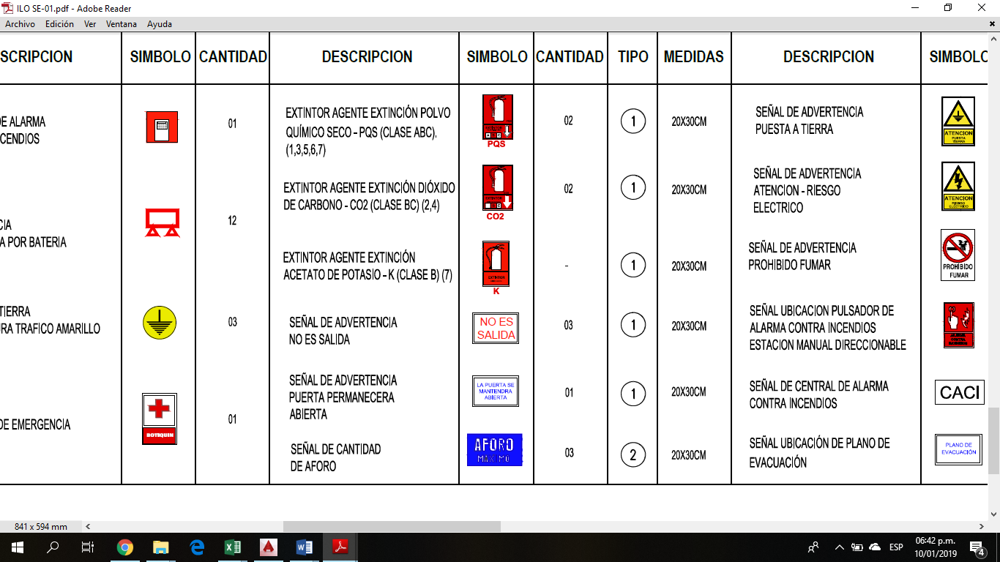 ILO SE-01.pdf - Adobe Reader
Archivo Edición Ver Ventana Ayuda
SCRIPCION SIMBOLO CANTIDAD DESCRIPCION SIMBOLO CANTIDAD TIPO MEDIDAS DESCRIPCION SIMBOLO
DE ALARMA
CENDIOS
01
EXTINTOR AGENTE EXTINCIÓN POLVO
QUÍMICO SECO - PQS (CLASE ABC).
(1,3,5,6,7)
PQS
02
1
20X30CM
SEÑAL DE ADVERTENCIA
PUESTA A TIERRA
ATENCION
PUESTA
TIERRA
CIA
A POR BATERIA
12
EXTINTOR AGENTE EXTINCIÓN DIÓXIDO
DE CARBONO - CO2 (CLASE BC) (2,4)
CO2
02
1
20X30CM
SEÑAL DE ADVERTENCIA
ATENCION - RIESGO
ELECTRICO
ATENCION
RIESGO
ELECTRICO
EXTINTOR AGENTE EXTINCIÓN
ACETATO DE POTASIO - K (CLASE B) (7)
EXTINTOR
K
-
1
20X30CM
SEÑAL DE ADVERTENCIA
PROHIBIDO FUMAR
PROHIBIDO
FUMAR
TIERRA
URA TRAFICO AMARILLO
03
SEÑAL DE ADVERTENCIA
NO ES SALIDA
NO ES
SALIDA
03
1
20X30CM
SEÑAL UBICACION PULSADOR DE
ALARMA CONTRA INCENDIOS
ESTACION MANUAL DIRECCIONABLE
DE EMERGENCIA
BOTIQUIN
01
SEÑAL DE ADVERTENCIA
PUERTA PERMANECERA
ABIERTA
LA PUERTA SE
MANTENDRA
ABIERTA
01
1
20X30CM
SEÑAL DE CENTRAL DE ALARMA
CONTRA INCENDIOS
CACI
SEÑAL DE CANTIDAD
DE AFORO
AFORO
MAXIMO
03
2
20X30CM
SEÑAL UBICACIÓN DE PLANO DE
EVACUACIÓN
PLANO DE
EVACUACIÓN
841 x 594 mm
ESP
06:42 p.m.
10/01/2019
4